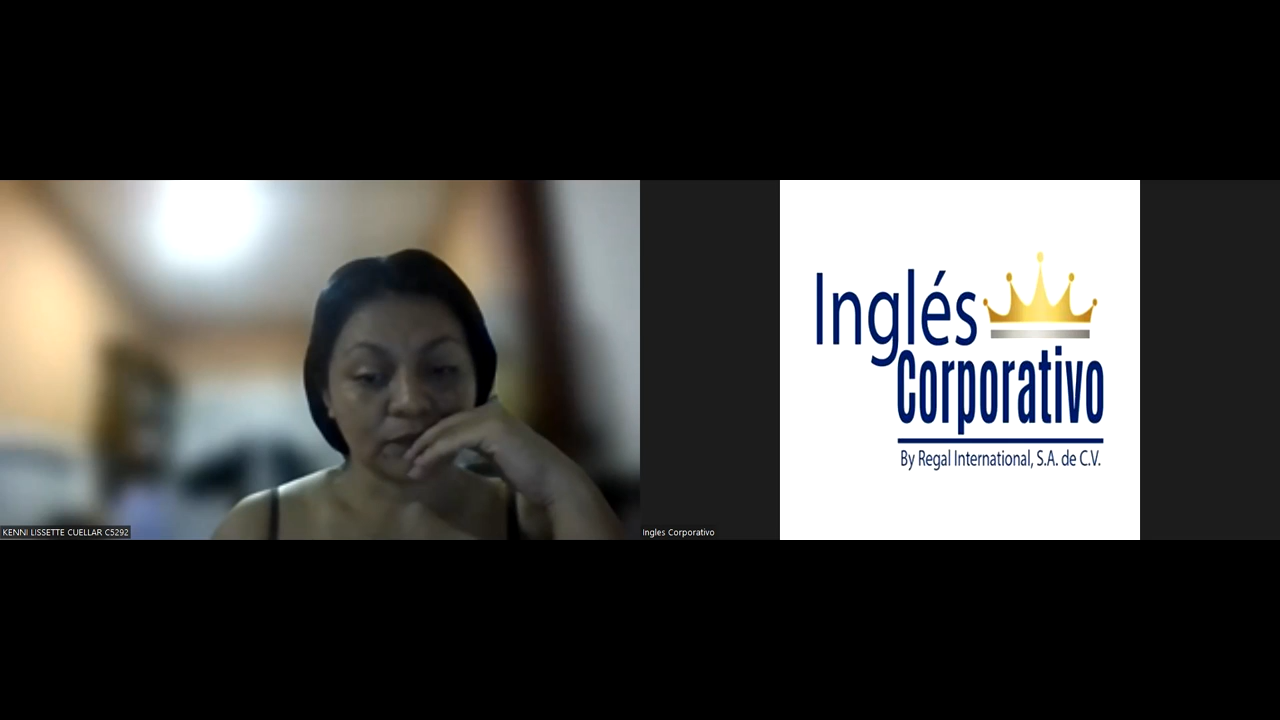 KENNI LISSETTE CUELLAR C5292
Inglés
Corporativo
By Regal International, S.A. de C.V.
Ingles Corporativo